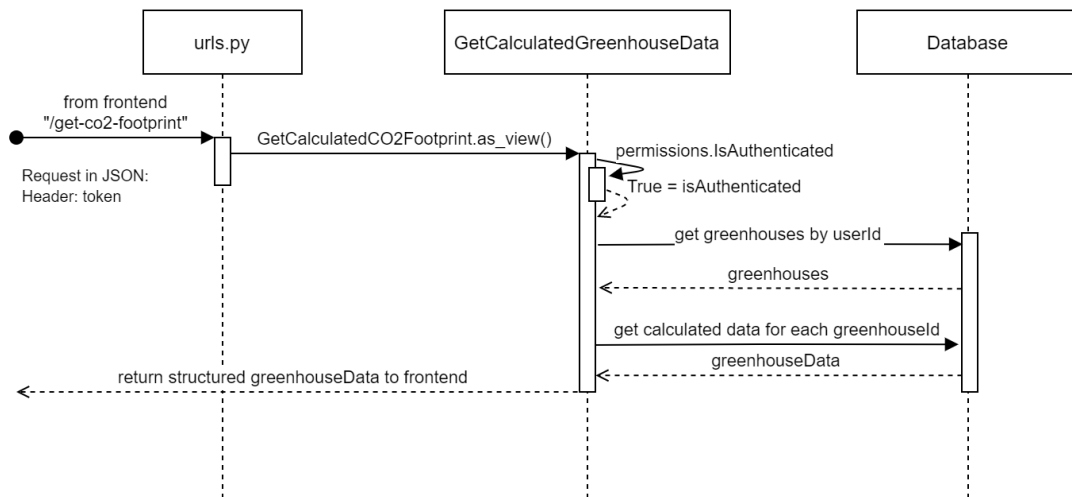 urls.py
GetCalculatedGreenhouseData
Database
from frontend
"/get-co2-footprint"
GetCalculatedCO2Footprint.as_view()
permissions.IsAuthenticated
Request in JSON:
Header: token
True = isAuthenticated
get greenhouses by userId
greenhouses
get calculated data for each greenhouseId
greenhouseData
return structured greenhouseData to frontend